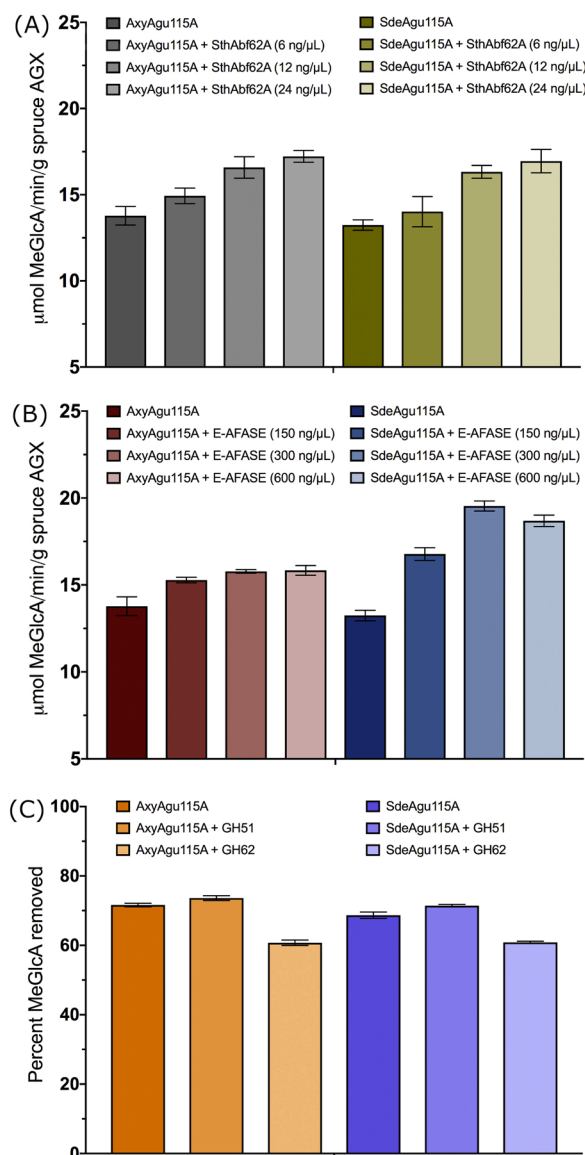 (A)
AxyAgu115A
AxyAgu115A + SthAbf62A (6 ng/μL)
AxyAgu115A + SthAbf62A (12 ng/μL)
AxyAgu115A + SthAbf62A (24 ng/μL)
SdeAgu115A
SdeAgu115A + SthAbf62A (6 ng/μL)
SdeAgu115A + SthAbf62A (12 ng/μL)
SdeAgu115A + SthAbf62A (24 ng/μL)
μmol MeGlcA/min/g spruce AGX
25
20
15
10
5
(B)
AxyAgu115A
AxyAgu115A + E-AFASE (150 ng/μL)
AxyAgu115A + E-AFASE (300 ng/μL)
AxyAgu115A + E-AFASE (600 ng/μL)
SdeAgu115A
SdeAgu115A + E-AFASE (150 ng/μL)
SdeAgu115A + E-AFASE (300 ng/μL)
SdeAgu115A + E-AFASE (600 ng/μL)
μmol MeGlcA/min/g spruce AGX
25
20
15
10
5
(C)
AxyAgu115A
AxyAgu115A + GH51
AxyAgu115A + GH62
SdeAgu115A
SdeAgu115A + GH51
SdeAgu115A + GH62
Percent MeGlcA removed
100
80
60
40
20
0